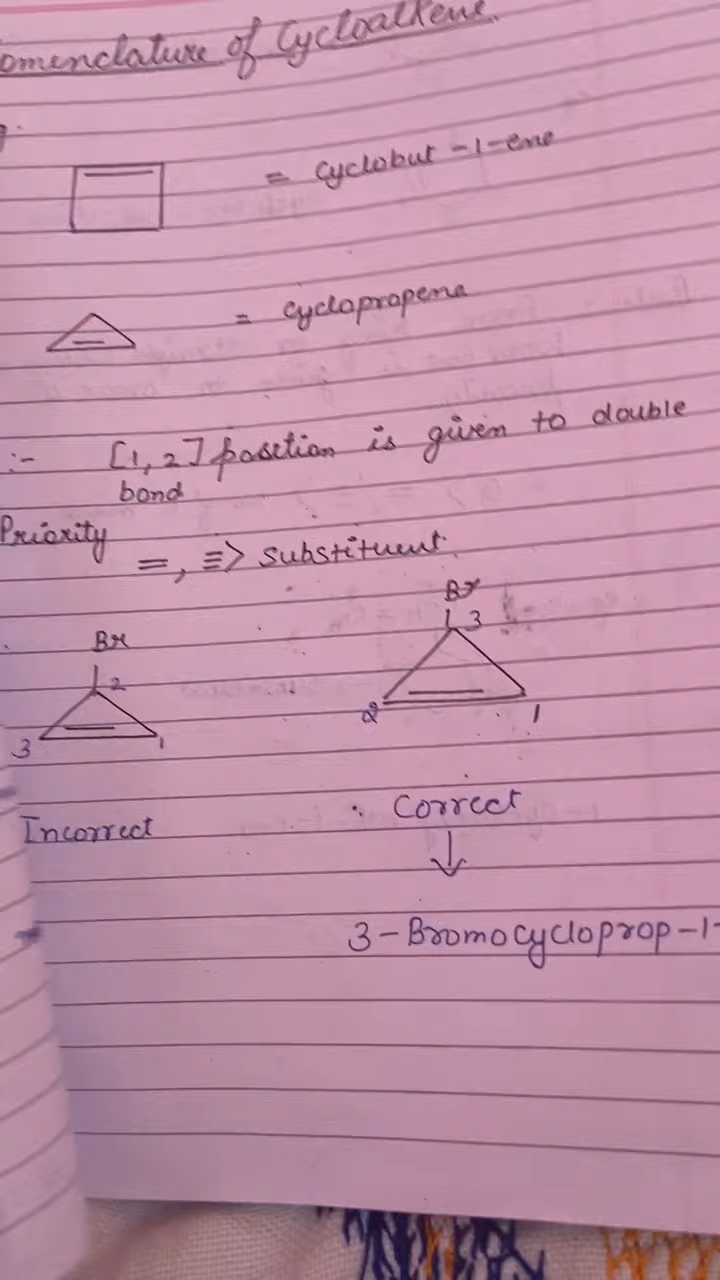 omenclature of Cycloalkene.
= Cyclobut-1-ene
= Cyclopropene
:- [1,2] position is given to double
bond
Priority =, ≡> substituent.
Br
2
3
1
Br
3
2
1
Incorrect
Correct
↓
3-Bromocycloprop-1-